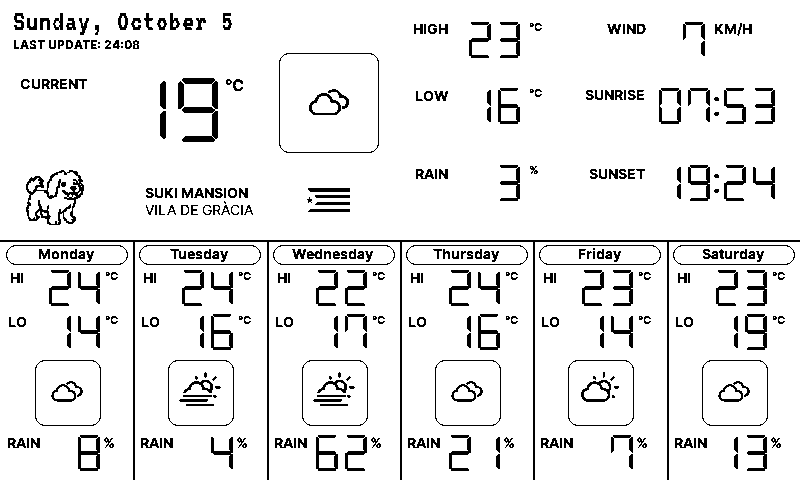 Sunday, October 5
LAST UPDATE: 24:08
CURRENT 19 °C
SUKI MANSION
VILA DE GRÀCIA
HIGH 23 °C
LOW 16 °C
RAIN 3 %
WIND 7 KM/H
SUNRISE 07:53
SUNSET 19:24
Monday
HI 24 °C
LO 14 °C
RAIN 8 %
Tuesday
HI 24 °C
LO 16 °C
RAIN 4 %
Wednesday
HI 22 °C
LO 17 °C
RAIN 62 %
Thursday
HI 24 °C
LO 16 °C
RAIN 21 %
Friday
HI 23 °C
LO 14 °C
RAIN 7 %
Saturday
HI 23 °C
LO 19 °C
RAIN 13 %